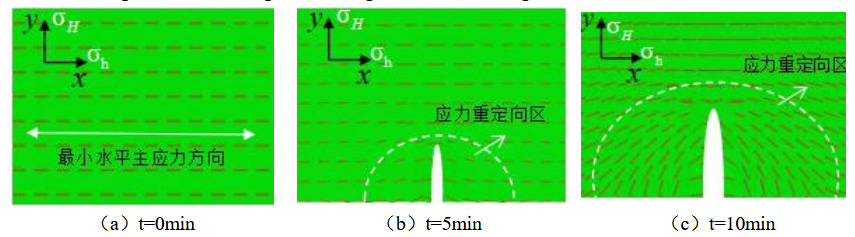 y
σH
σh
x
最小水平主应力方向
y
σH
σh
x
应力重定向区
y
σH
σh
x
应力重定向区
（a）t=0min
（b）t=5min
（c）t=10min